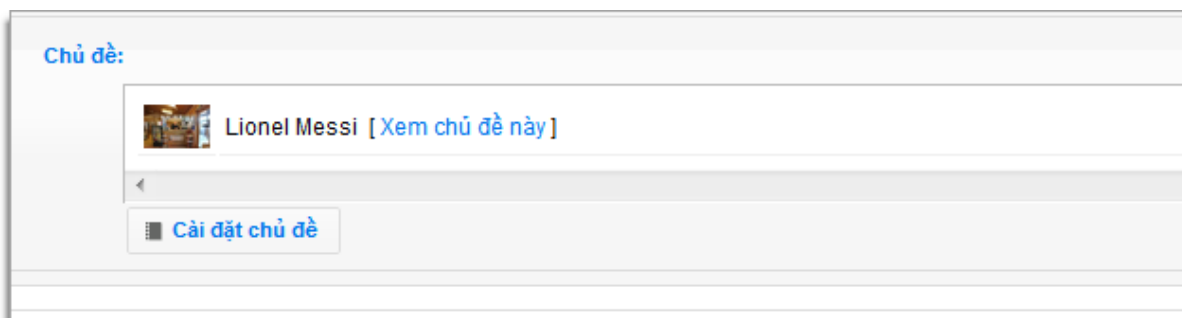 Chủ đề:
Lionel Messi [ Xem chủ đề này ]
Cài đặt chủ đề